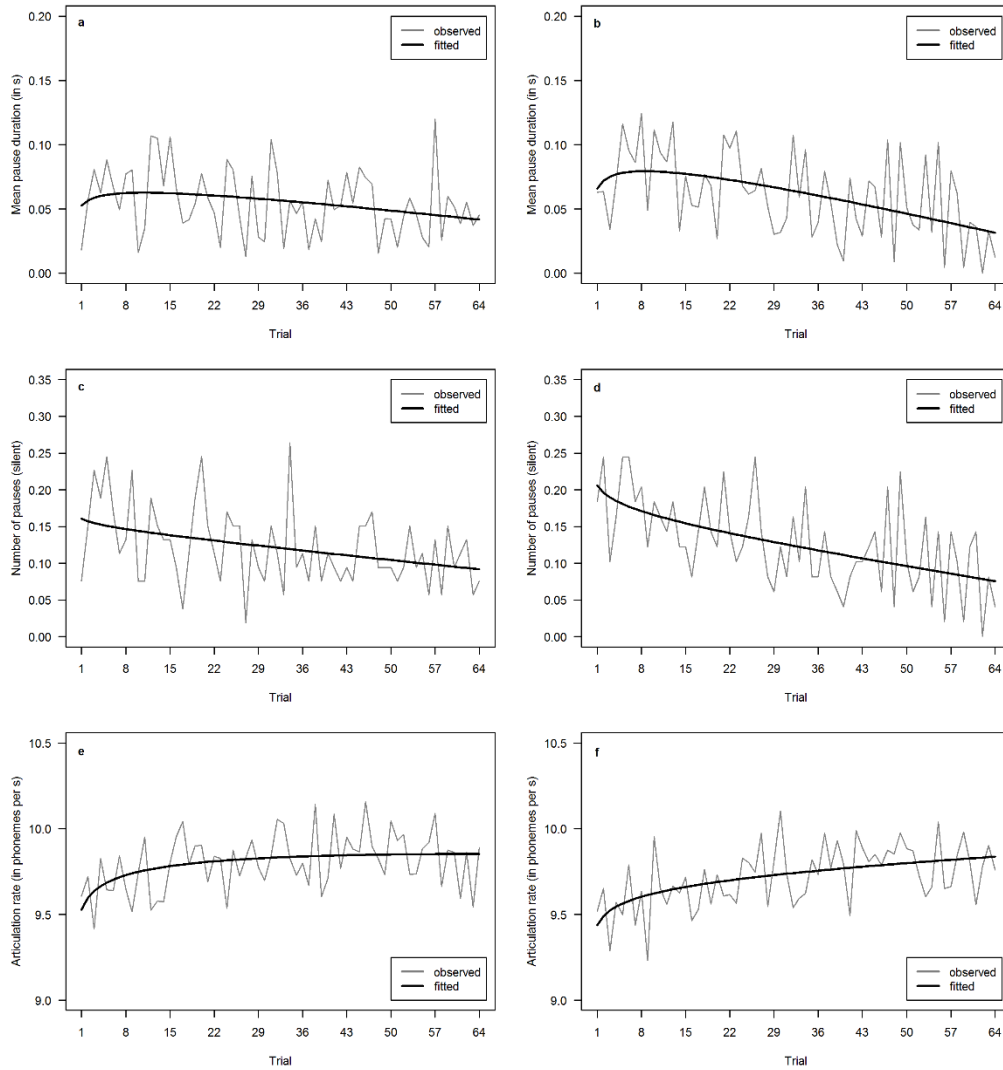 a
observed
fitted
Mean pause duration (in s)
0.20
0.15
0.10
0.05
0.00
1 8 15 22 29 36 43 50 57 64
Trial
b
observed
fitted
Mean pause duration (in s)
0.20
0.15
0.10
0.05
0.00
1 8 15 22 29 36 43 50 57 64
Trial
c
observed
fitted
Number of pauses (silent)
0.35
0.30
0.25
0.20
0.15
0.10
0.05
0.00
1 8 15 22 29 36 43 50 57 64
Trial
d
observed
fitted
Number of pauses (silent)
0.35
0.30
0.25
0.20
0.15
0.10
0.05
0.00
1 8 15 22 29 36 43 50 57 64
Trial
e
Articulation rate (in phonemes per s)
10.5
10.0
9.5
9.0
observed
fitted
1 8 15 22 29 36 43 50 57 64
Trial
f
Articulation rate (in phonemes per s)
10.5
10.0
9.5
9.0
observed
fitted
1 8 15 22 29 36 43 50 57 64
Trial